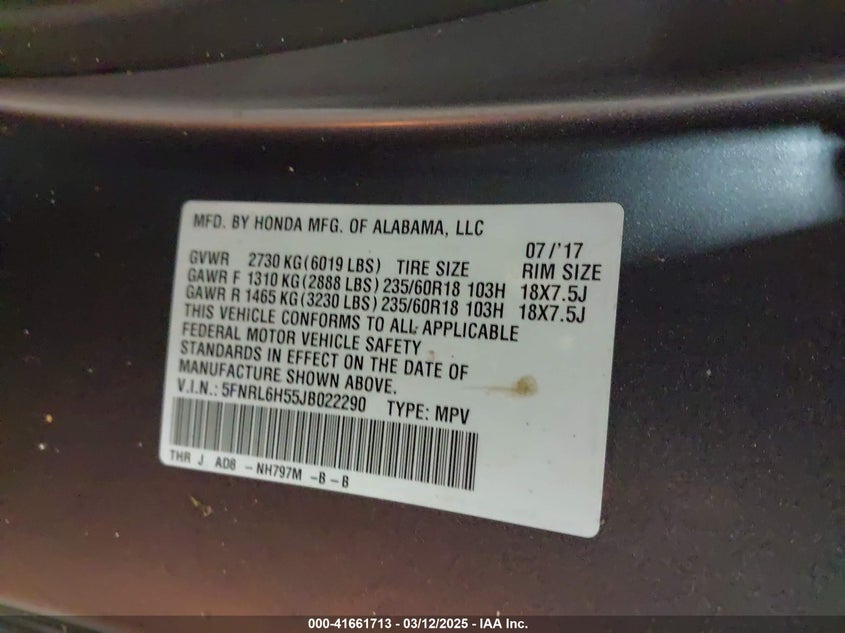 MFD. BY HONDA MFG. OF ALABAMA, LLC
07/'17
GVWR 2730 KG(6019 LBS) TIRE SIZE RIM SIZE
GAWR F 1310 KG(2888 LBS) 235/60R18 103H 18X7.5J
GAWR R 1465 KG(3230 LBS) 235/60R18 103H 18X7.5J
THIS VEHICLE CONFORMS TO ALL APPLICABLE
FEDERAL MOTOR VEHICLE SAFETY
STANDARDS IN EFFECT ON THE DATE OF
MANUFACTURE SHOWN ABOVE.
V.I.N.: 5FNRL6H55JB022290 TYPE: MPV
THR J AD8 - NH797M -B-B
000-41661713 - 03/12/2025 - IAA Inc.